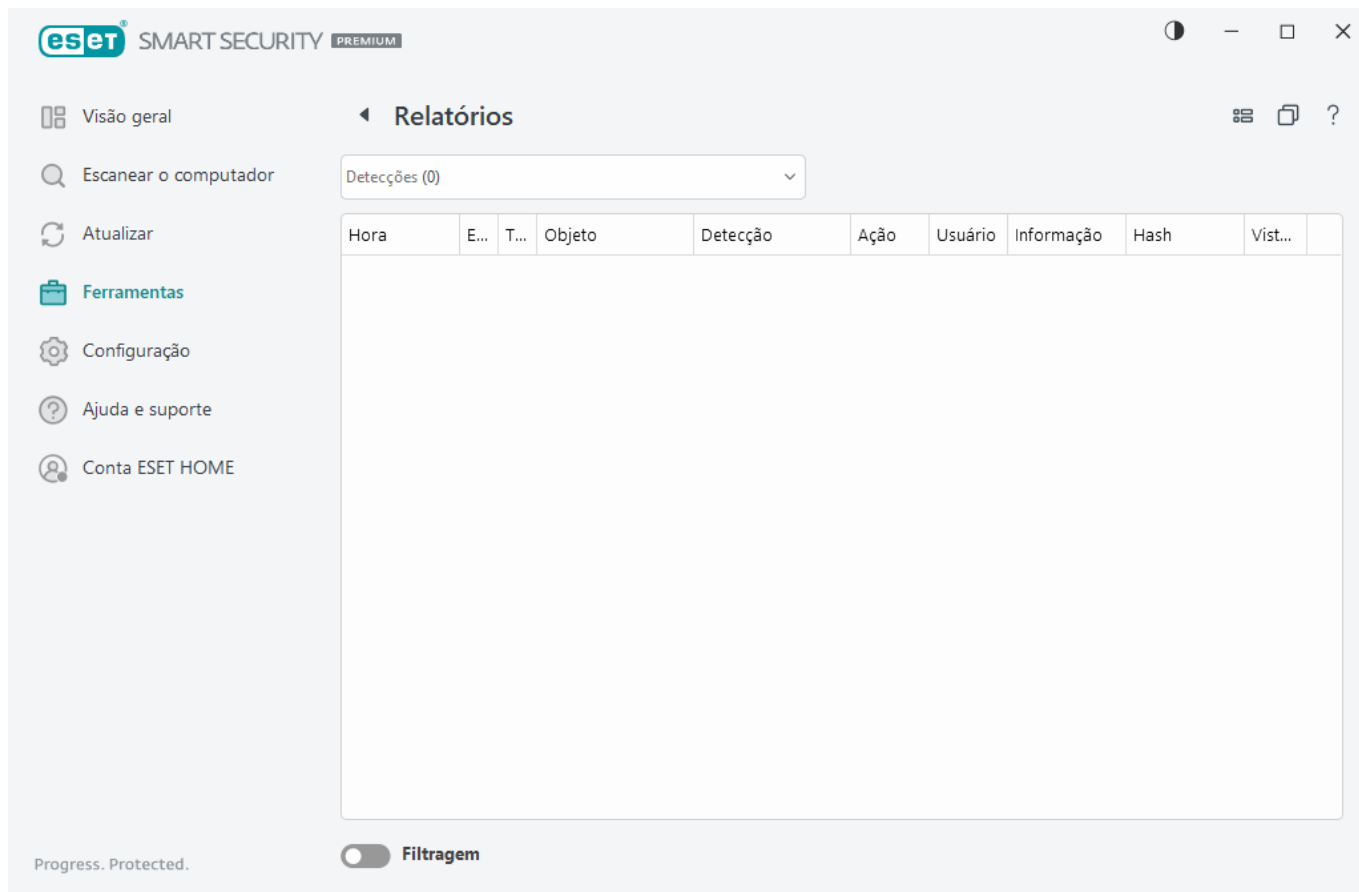 eset® SMART SECURITY PREMIUM
Visão geral
Escanear o computador
Atualizar
Ferramentas
Configuração
Ajuda e suporte
Conta ESET HOME
Progress. Protected.
Relatórios
?
Detecções (0)
Hora E... T... Objeto Detecção Ação Usuário Informação Hash Vist...
Filtragem